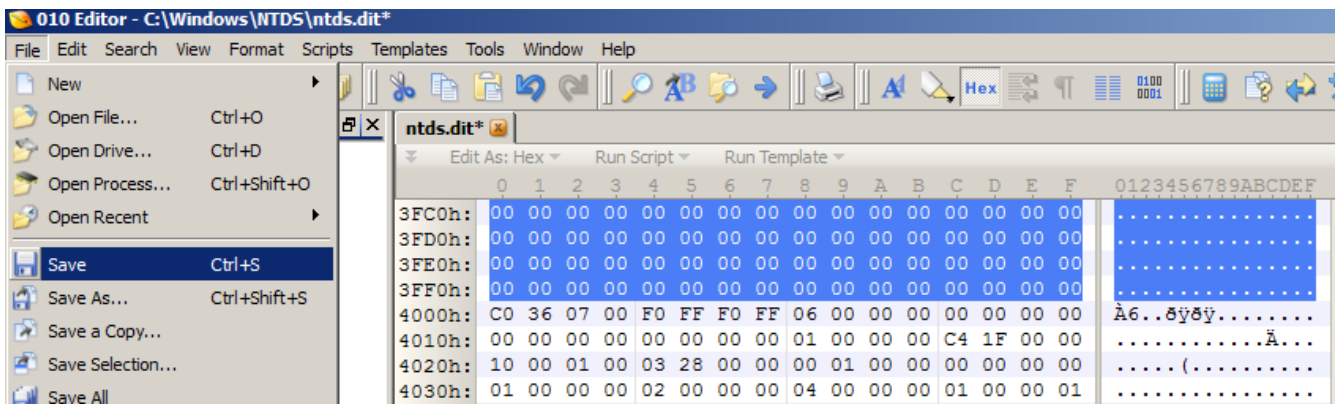 010 Editor - C:\Windows\NTDS\ntds.dit*
File Edit Search View Format Scripts Templates Tools Window Help
New
Open File... Ctrl+O
Open Drive... Ctrl+D
Open Process... Ctrl+Shift+O
Open Recent
Save Ctrl+S
Save As... Ctrl+Shift+S
Save a Copy...
Save Selection...
Save All
Hex
0100
0001
ntds.dit*
Edit As: Hex Run Script Run Template
0 1 2 3 4 5 6 7 8 9 A B C D E F 0123456789ABCDEF
3FC0h: 00 00 00 00 00 00 00 00 00 00 00 00 00 00 00 00 ................
3FD0h: 00 00 00 00 00 00 00 00 00 00 00 00 00 00 00 00 ................
3FE0h: 00 00 00 00 00 00 00 00 00 00 00 00 00 00 00 00 ................
3FF0h: 00 00 00 00 00 00 00 00 00 00 00 00 00 00 00 00 ................
4000h: C0 36 07 00 F0 FF F0 FF 06 00 00 00 00 00 00 00 À6..ðÿðÿ........
4010h: 00 00 00 00 00 00 00 00 01 00 00 00 C4 1F 00 00 ............Ä...
4020h: 10 00 01 00 03 28 00 00 00 01 00 00 00 00 00 00 .....(..........
4030h: 01 00 00 00 02 00 00 00 04 00 00 00 01 00 00 01 ................